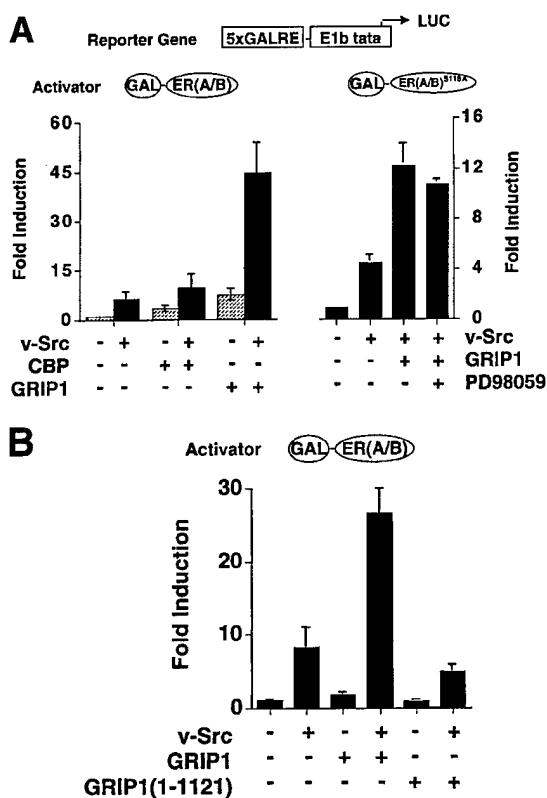 A
LUC
Reporter Gene 5xGALRE E1b tata
Activator GAL ER(A/B) GAL ER(A/B)S118A
Fold Induction
60
45
30
15
0
16
12
8
4
0
Fold Induction
v-Src - + - + - + - + + + v-Src
CBP - - + + - - - - + + GRIP1
GRIP1 - - - - + + - - - + PD98059
B
Activator GAL ER(A/B)
Fold Induction
30
20
10
0
v-Src - + - + - +
GRIP1 - - + + - -
GRIP1(1-1121) - - - - + +